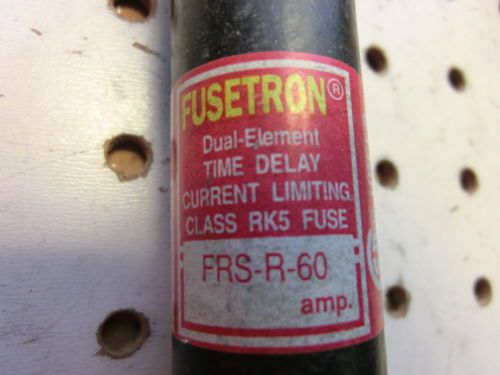 FUSETRON®
Dual-Element
TIME DELAY
CURRENT LIMITING
CLASS RK5 FUSE
FRS-R-60
amp.